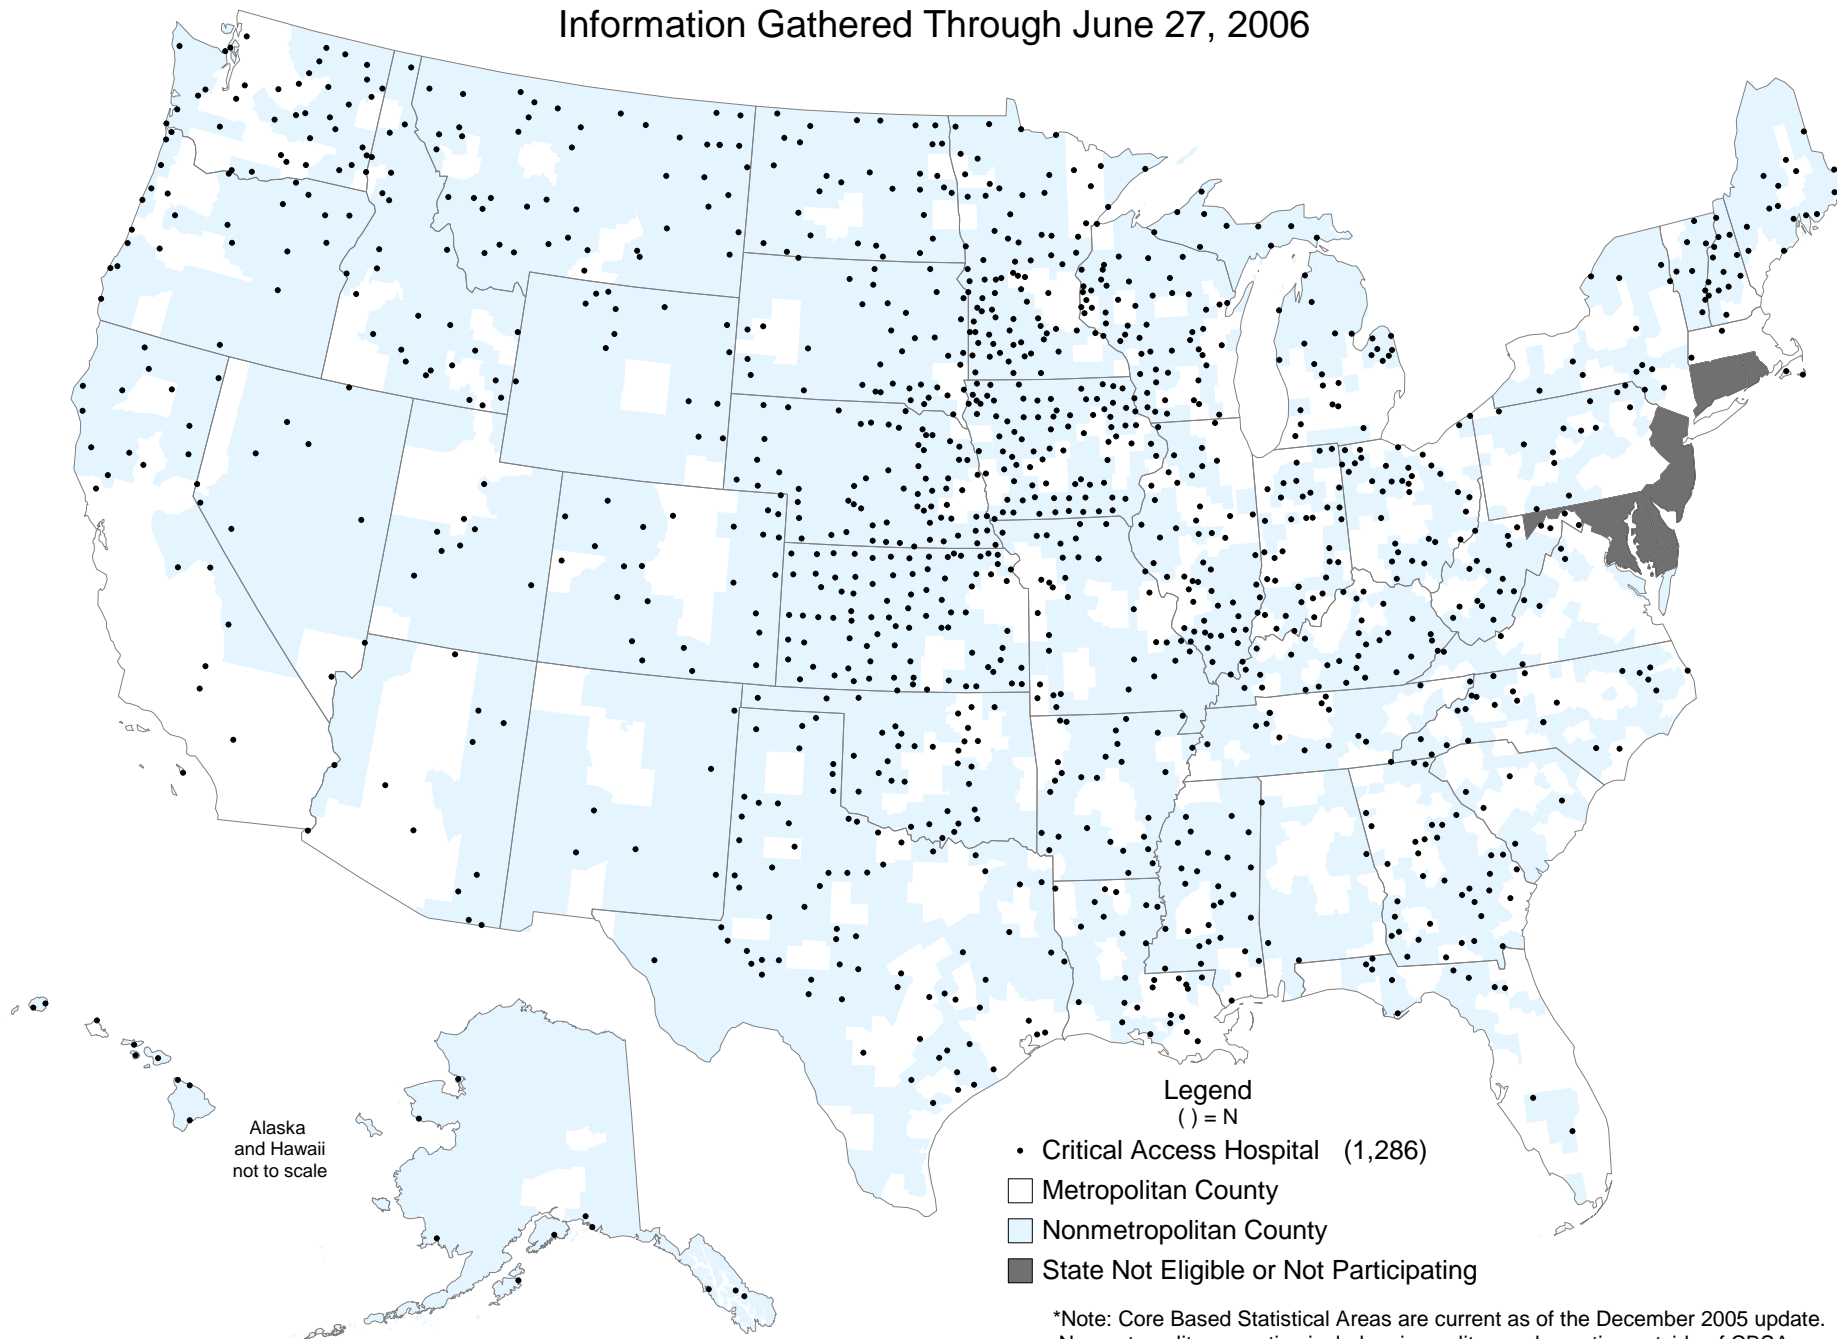 Information Gathered Through June 27, 2006
Alaska
and Hawaii
not to scale
Legend
( ) = N
Critical Access Hospital (1,286)
Metropolitan County
Nonmetropolitan County
State Not Eligible or Not Participating
*Note: Core Based Statistical Areas are current as of the December 2005 update.